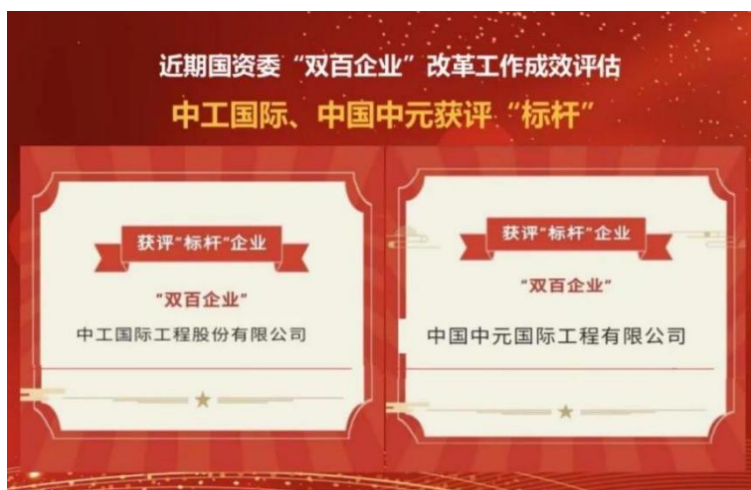 近期国资委“双百企业”改革工作成效评估
中工国际、中国中元获评“标杆”
获评“标杆”企业
“双百企业”
中工国际工程股份有限公司
获评“标杆”企业
“双百企业”
中国中元国际工程有限公司